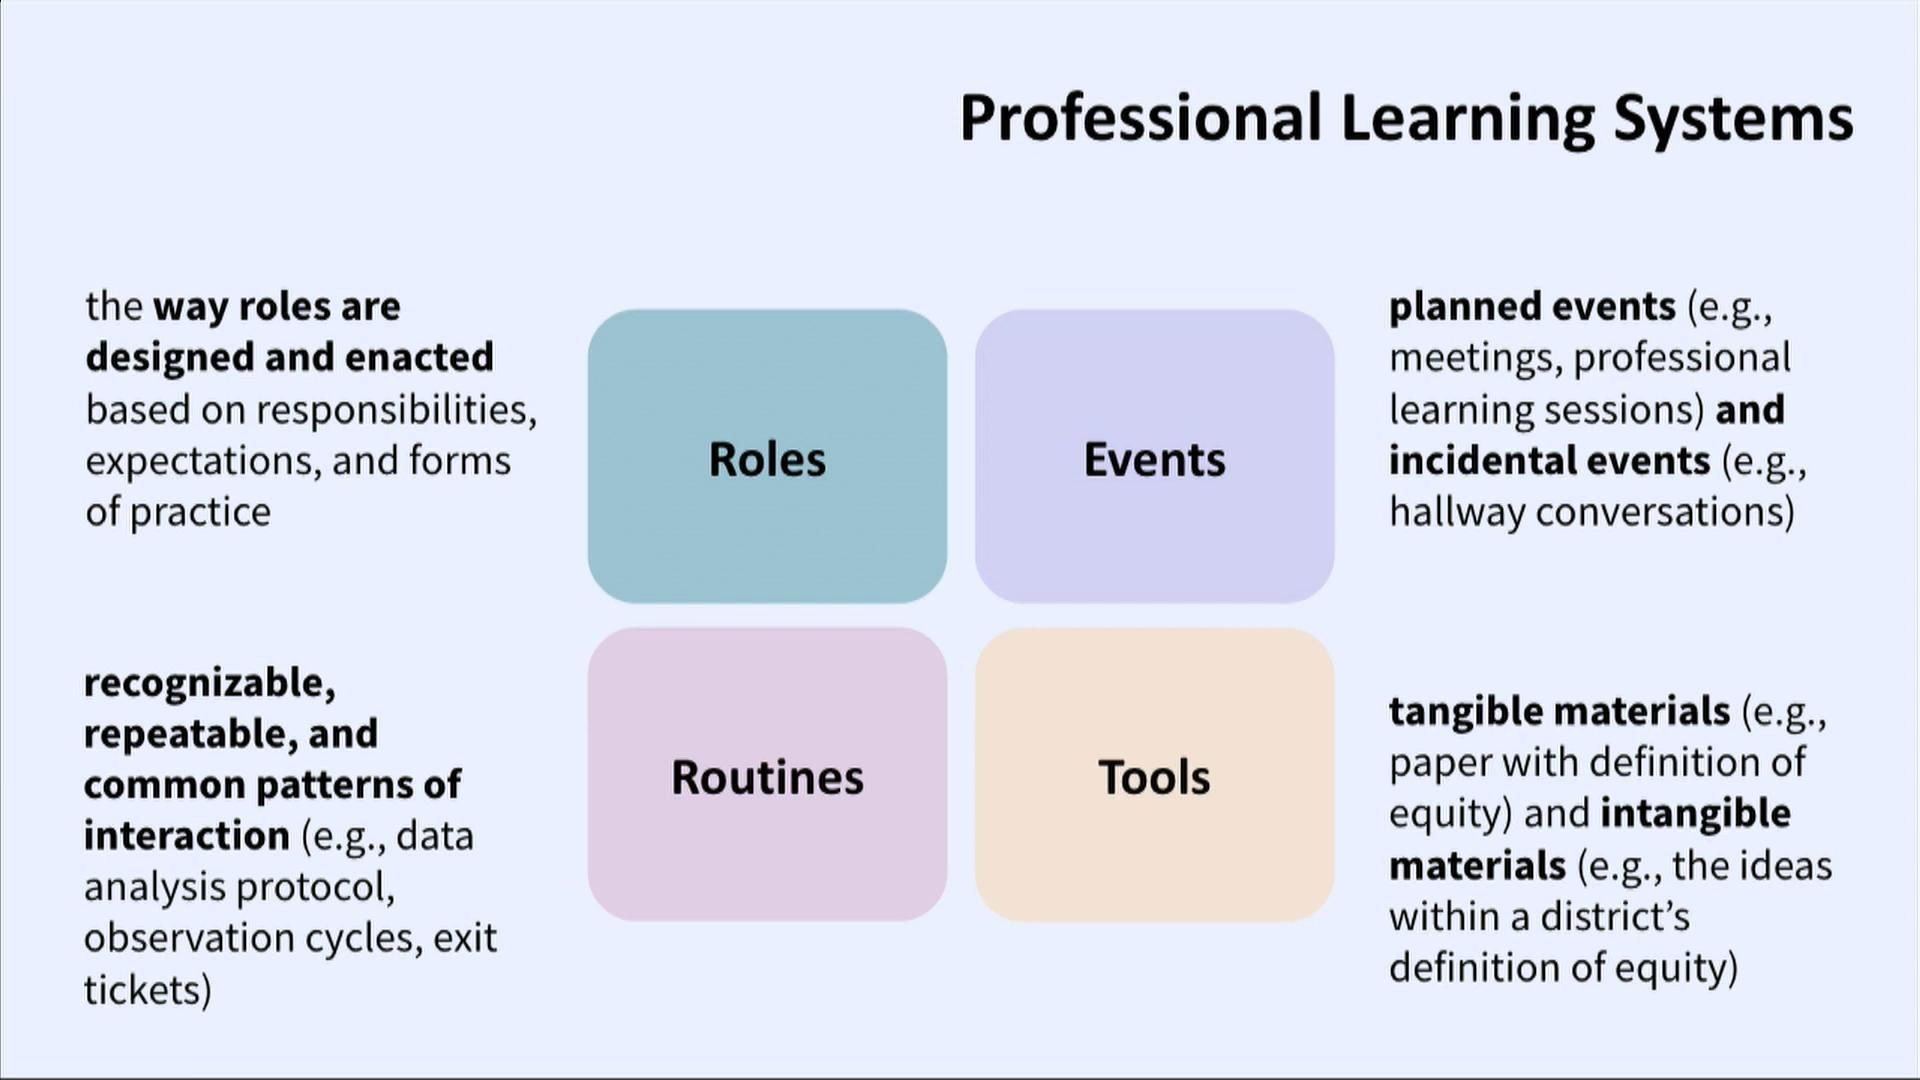 Professional Learning Systems
the way roles are
designed and enacted
based on responsibilities,
expectations, and forms
of practice
Roles
Events
planned events (e.g.,
meetings, professional
learning sessions) and
incidental events (e.g.,
hallway conversations)
recognizable,
repeatable, and
common patterns of
interaction (e.g., data
analysis protocol,
observation cycles, exit
tickets)
Routines
Tools
tangible materials (e.g.,
paper with definition of
equity) and intangible
materials (e.g., the ideas
within a district’s
definition of equity)